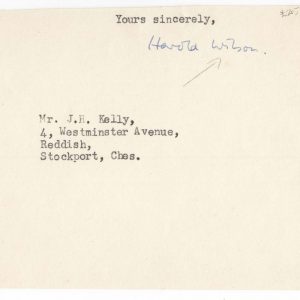 Yours sincerely,
Harold Wilson.
Mr. J.H. Kelly,
4, Westminster Avenue,
Reddish,
Stockport, Ches.